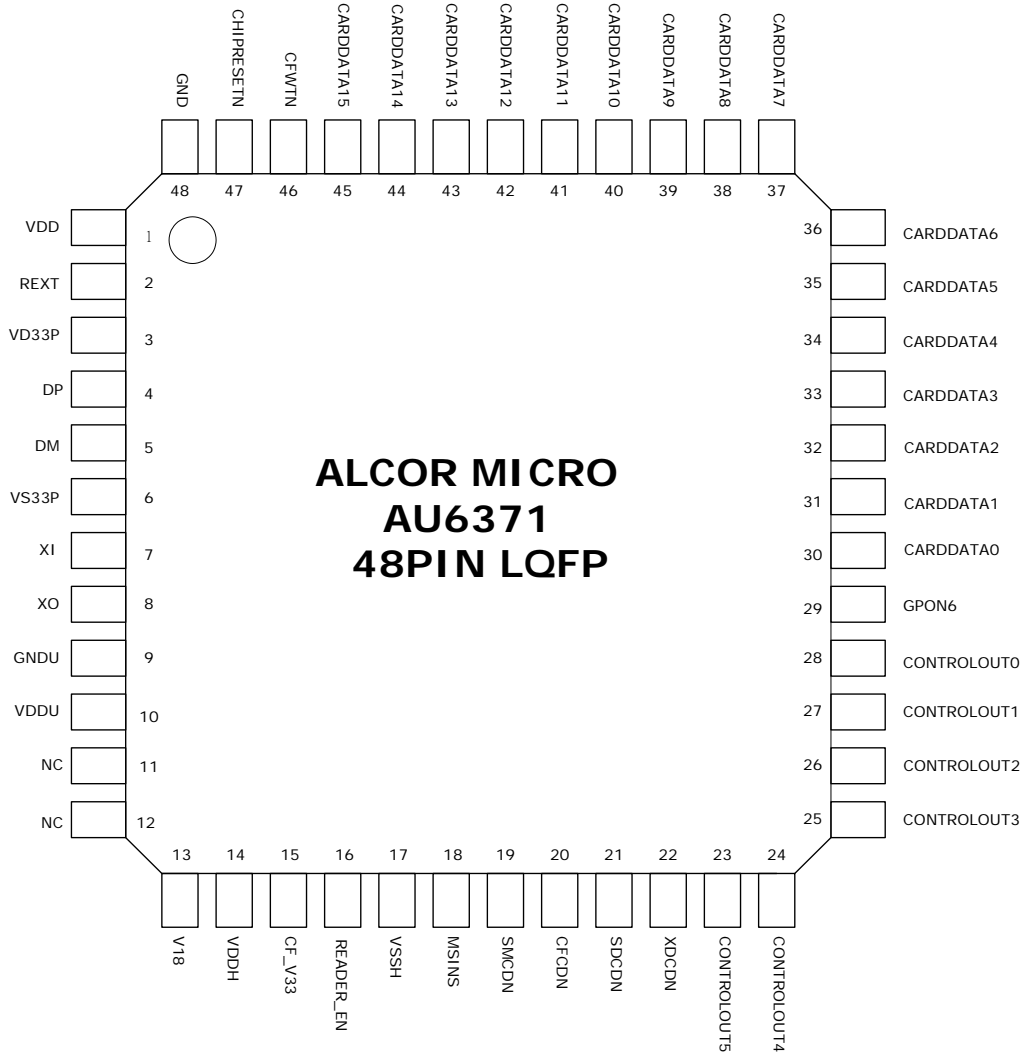 GND
CHIPRESETN
CFWTN
CARDDATA15
CARDDATA14
CARDDATA13
CARDDATA12
CARDDATA11
CARDDATA10
CARDDATA9
CARDDATA8
CARDDATA7
48 47 46 45 44 43 42 41 40 39 38 37
VDD 1
REXT 2
VD33P 3
DP 4
DM 5
VS33P 6
XI 7
XO 8
GNDU 9
VDDU 10
NC 11
NC 12
ALCOR MICRO
AU6371
48PIN LQFP
36 CARDDATA6
35 CARDDATA5
34 CARDDATA4
33 CARDDATA3
32 CARDDATA2
31 CARDDATA1
30 CARDDATA0
29 GPON6
28 CONTROLOUT0
27 CONTROLOUT1
26 CONTROLOUT2
25 CONTROLOUT3
13 14 15 16 17 18 19 20 21 22 23 24
V18
VDDH
CF_V33
READER_EN
VSSH
MSINS
SMCDN
CFCDN
SDCDN
XDCDN
CONTROLOUT5
CONTROLOUT4